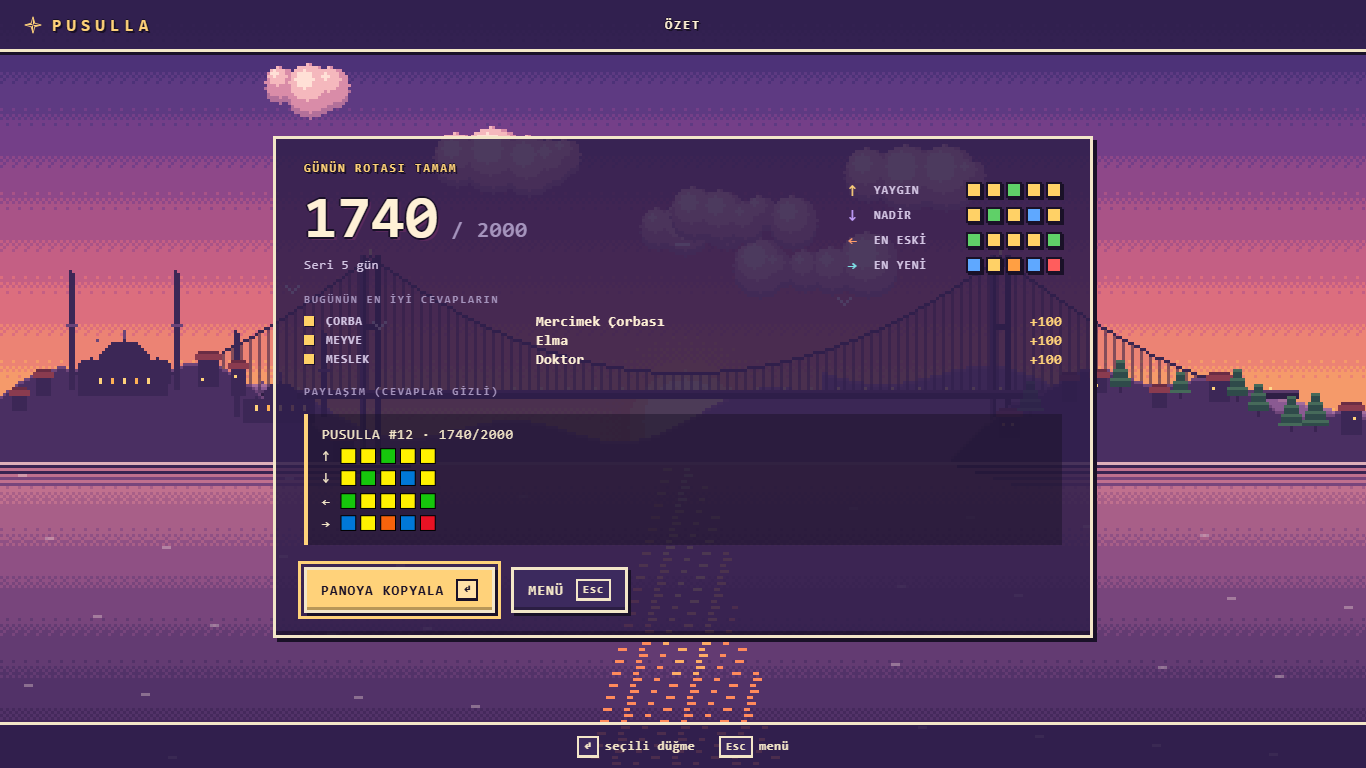 PUSULLA
ÖZET
GÜNÜN ROTASI TAMAM
1740 / 2000
Seri 5 gün
↑ YAYGIN
↓ NADİR
← EN ESKİ
→ EN YENİ
BUGÜNÜN EN İYİ CEVAPLARIN
ÇORBA Mercimek Çorbası +100
MEYVE Elma +100
MESLEK Doktor +100
PAYLAŞIM (CEVAPLAR GİZLİ)
PUSULLA #12 · 1740/2000
↑
↓
←
→
PANOYA KOPYALA ↵
MENÜ Esc
↵ seçili düğme Esc menü